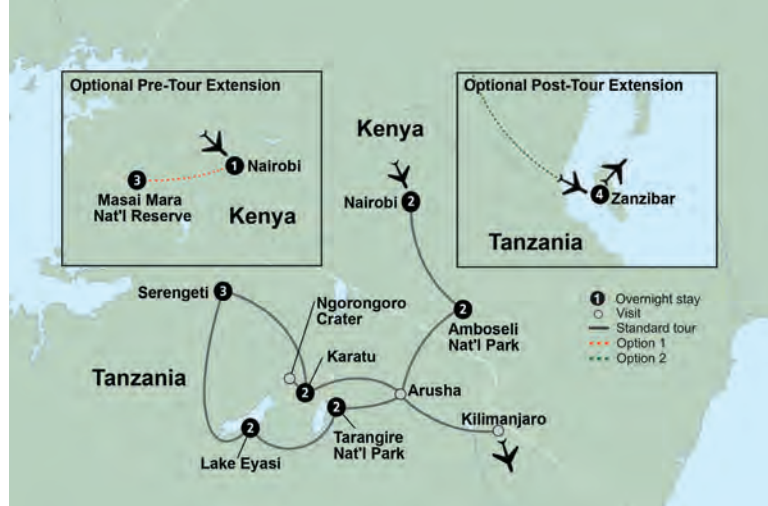 Optional Pre-Tour Extension
1
Nairobi
3
Masai Mara
Nat'l Reserve
Kenya
Kenya
Nairobi
2
Optional Post-Tour Extension
4
Zanzibar
Tanzania
Serengeti
3
Ngorongoro
Crater
Karatu
2
2
Amboseli
Nat'l Park
1
Overnight stay
Visit
Standard tour
Option 1
Option 2
Tanzania
Arusha
2
Lake Eyasi
2
Tarangire
Nat'l Park
Kilimanjaro